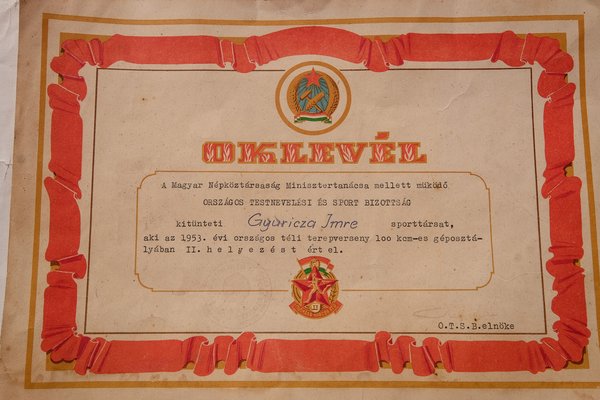 OKLEVÉL
A Magyar Népköztársaság Minisztertanácsa mellett működő
ORSZÁGOS TESTNEVELÉSI ÉS SPORT BIZOTTSÁG
kitünteti Gyuricza Imre sporttársat,
aki az 1953. évi országos téli terepverseny 100 kcm-es géposztá-
lyában II. helyezést ért el.
II
O.T.S.B.elnöke